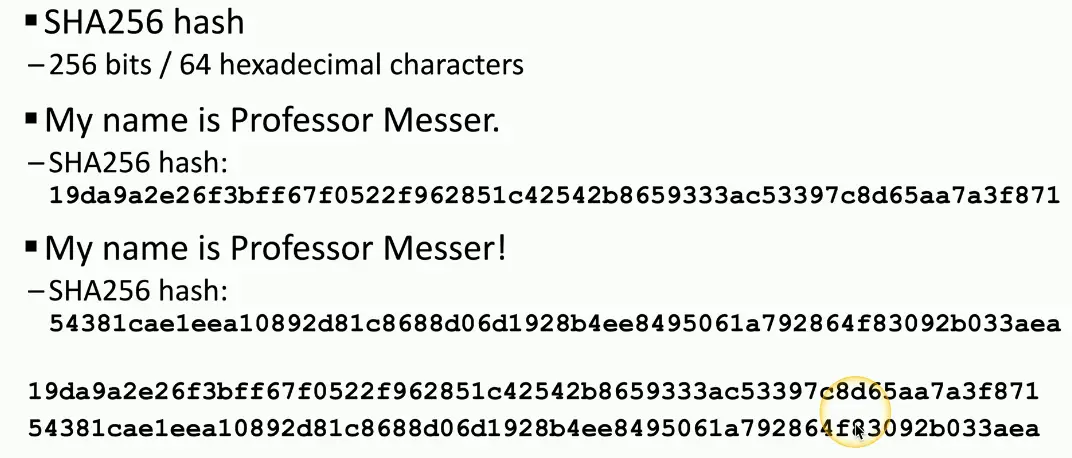 ▪ SHA256 hash
– 256 bits / 64 hexadecimal characters
▪ My name is Professor Messer.
– SHA256 hash:
19da9a2e26f3bff67f0522f962851c42542b8659333ac53397c8d65aa7a3f871
▪ My name is Professor Messer!
– SHA256 hash:
54381cae1eea10892d81c8688d06d1928b4ee8495061a792864f83092b033aea
19da9a2e26f3bff67f0522f962851c42542b8659333ac53397c8d65aa7a3f871
54381cae1eea10892d81c8688d06d1928b4ee8495061a792864f83092b033aea